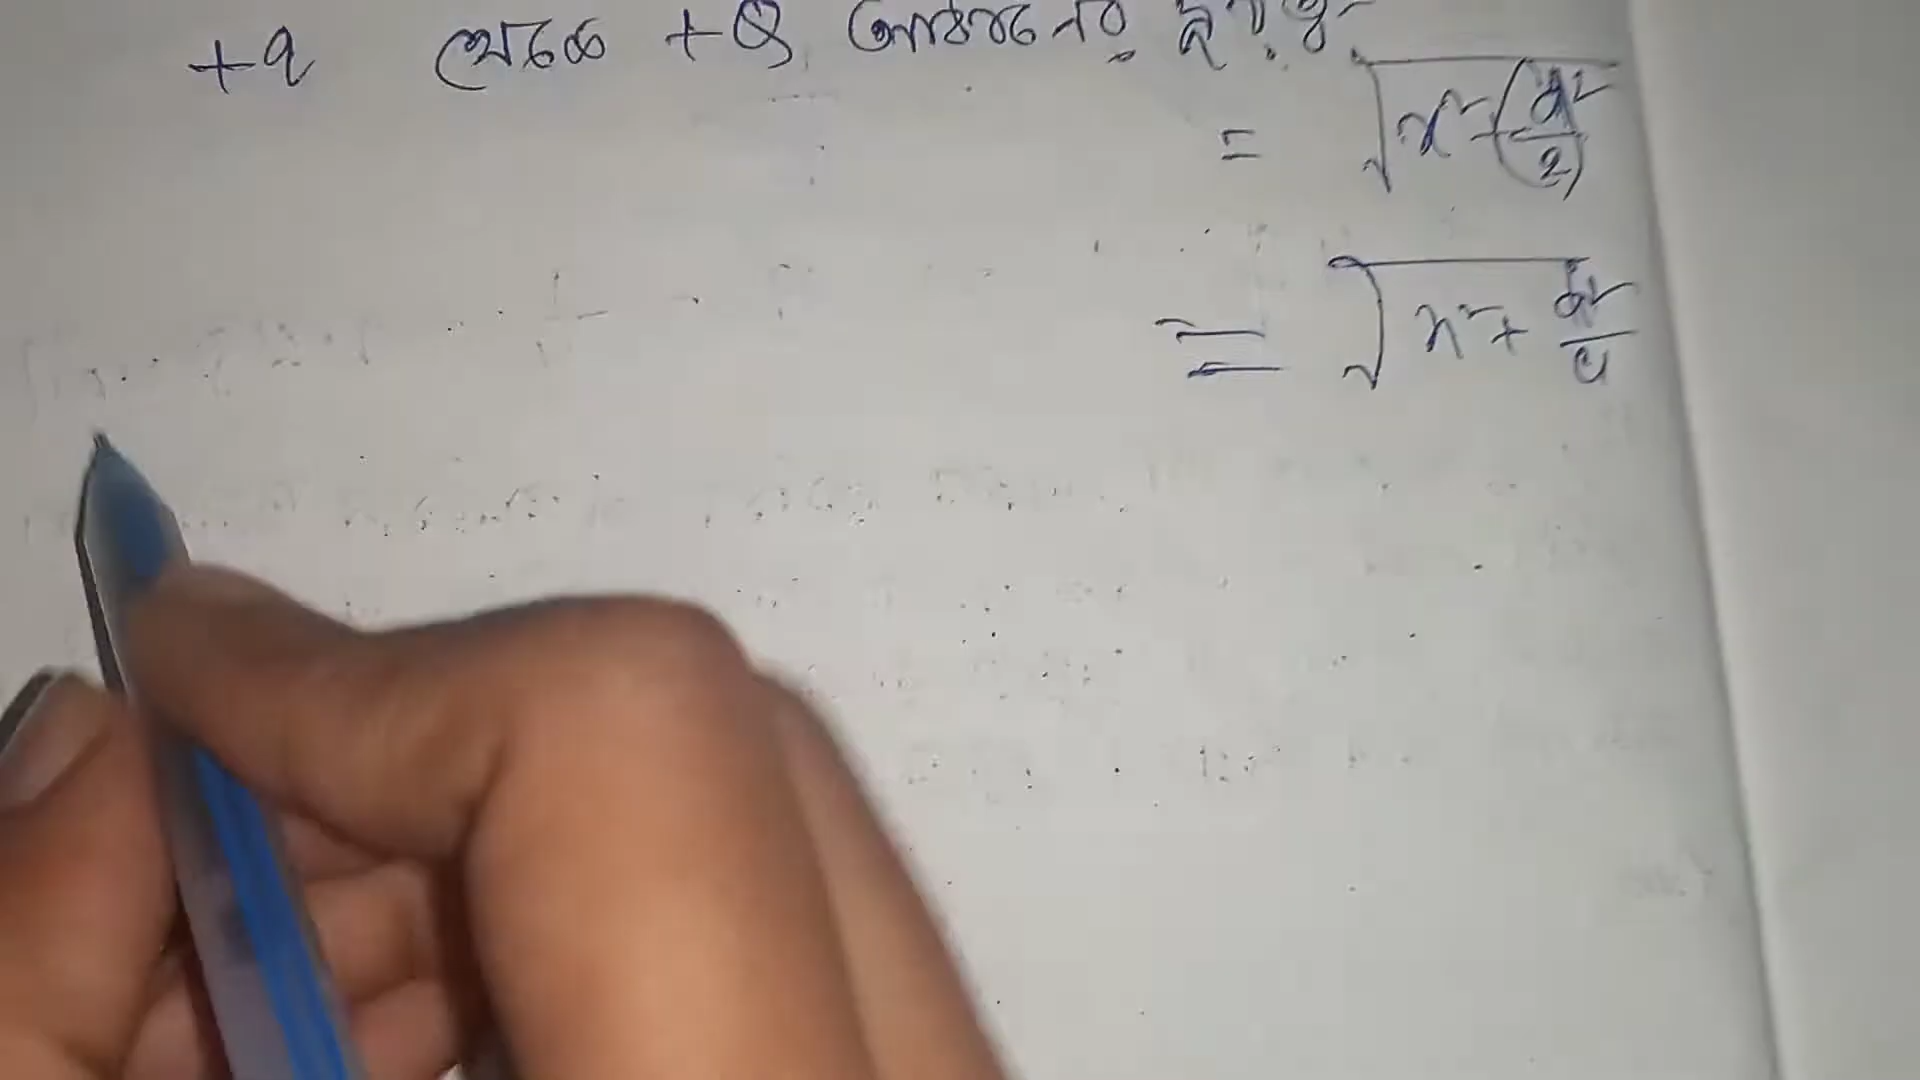 +q থেকে +Q আধানের দূরত্ব
= √x²+(d/2)²
= √x²+d²/4